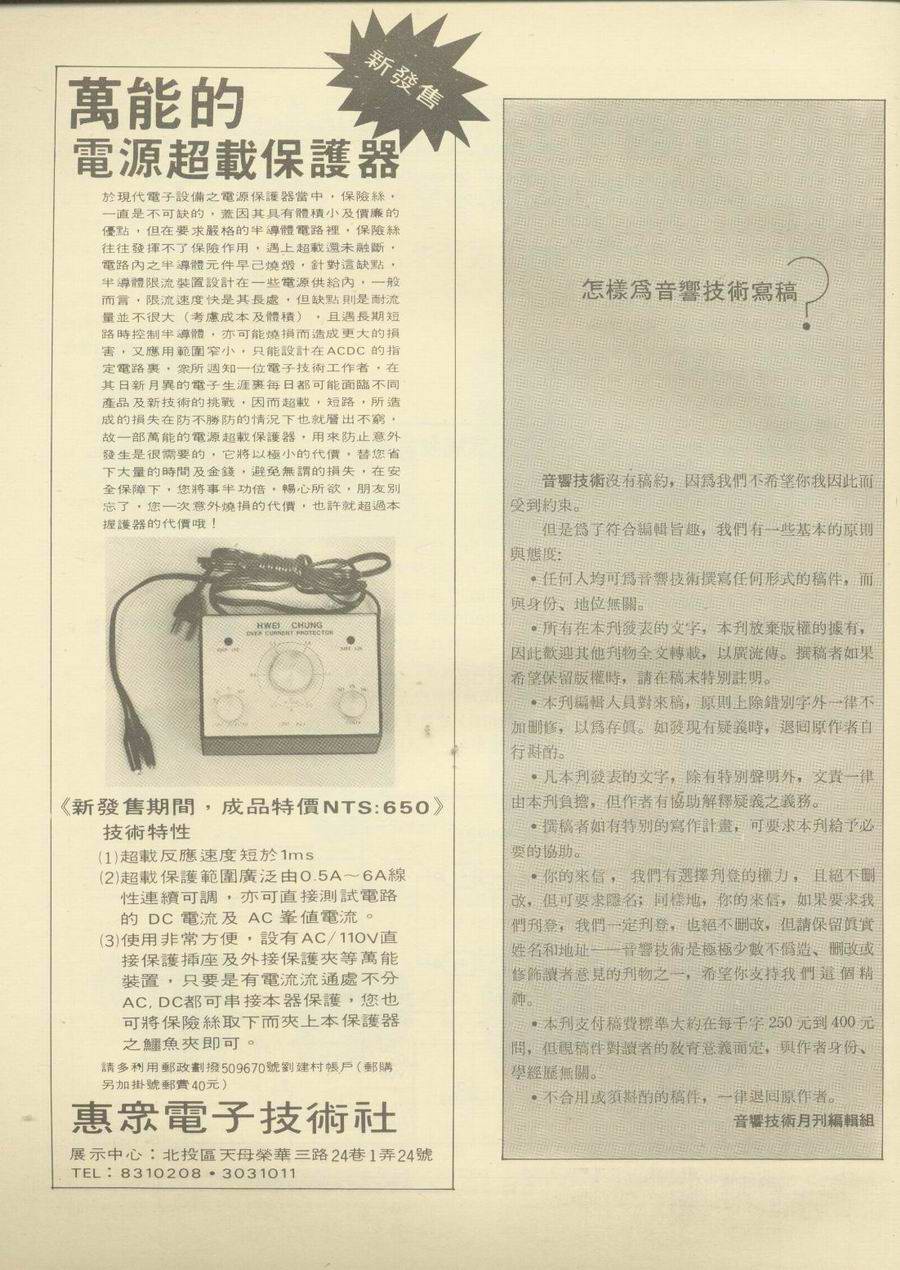 新發售
萬能的
電源超載保護器
於現代電子設備之電源保護器當中，保險絲，
一直是不可缺的，蓋因其具有體積小及價廉的
優點，但在要求嚴格的半導體電路裡，保險絲
往往發揮不了保險作用，遇上超載還未融斷，
電路內之半導體元件早己燒煅，針對這缺點，
半導體限流裝置設計在一些電源供給內，一般
而言，限流速度快是其長處，但缺點則是耐流
量並不很大（考慮成本及體積），且遇長期短
路時控制半導體，亦可能燒損而造成更大的損
害，又應用範圍窄小，只能設計在ACDC 的指
定電路裏，衆所週知一位電子技術工作者，在
其日新月異的電子生涯裏每日都可能面臨不同
產品及新技術的挑戰，因而超載，短路，所造
成的損失在防不勝防的情況下也就層出不窮，
故一部萬能的電源超載保護器，用來防止意外
發生是很需要的，它將以極小的代價，替您省
下大量的時間及金錢，避免無謂的損失，在安
全保障下，您將事半功倍，暢心所欲，朋友別
忘了，您一次意外燒損的代價，也許就超過本
握護器的代價哦！
HWEI CHUNG
OVER CURRENT PROTECTOR
《新發售期間，成品特價NTS:650》
技術特性
(1)超載反應速度短於1ms
(2)超載保護範圍廣泛由0.5A～6A線
性連續可調，亦可直接測試電路
的 DC 電流及 AC 峯值電流。
(3)使用非常方便，設有AC/110V直
接保護揷座及外接保護夾等萬能
裝置，只要是有電流流通處不分
AC, DC都可串接本器保護，您也
可將保險絲取下而夾上本保護器
之鱷魚夾即可。
請多利用郵政劃撥509670號劉建村帳戶(郵購
另加掛號郵費40元)
惠衆電子技術社
展示中心：北投區天母榮華三路24巷1弄24號
TEL：8310208•3031011
怎樣爲音響技術寫稿？
音響技術沒有稿約，因爲我們不希望你我因此而
受到約束。
但是爲了符合編輯旨趣，我們有一些基本的原則
與態度:
•任何人均可爲音響技術撰寫任何形式的稿件，而
與身份、地位無關。
•所有在本刋發表的文字，本刋放棄版權的據有，
因此歡迎其他刋物全文轉載，以廣流傳。撰稿者如果
希望保留版權時，請在稿末特別註明。
•本刋編輯人員對來稿，原則上除錯別字外一律不
加刪修，以爲存眞。如發現有疑義時，退囘原作者自
行斟酌。
•凡本刋發表的文字，除有特別聲明外，文責一律
由本刋負擔，但作者有協助解釋疑義之義務。
•撰稿者如有特別的寫作計畫，可要求本刋給予必
要的協助。
•你的來信，我們有選擇刋登的權力，且絕不刪
改，但可要求隱名；同樣地，你的來信，如果要求我
們刋登，我們一定刋登，也絕不刪改，但請保留眞實
姓名和地址——音響技術是極極少數不僞造、刪改或
修飾讀者意見的刋物之一，希望你支持我們這個精
神。
•本刋支付稿費標準大約在每千字 250 元到 400 元
間，但視稿件對讀者的敎育意義而定，與作者身份、
學經歷無關。
•不合用或須斟酌的稿件，一律退囘原作者。
音響技術月刋編輯組